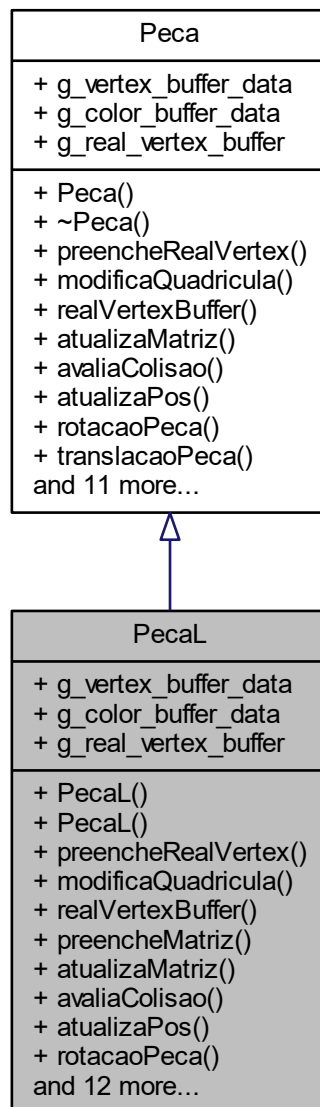 Peca
+ g_vertex_buffer_data
+ g_color_buffer_data
+ g_real_vertex_buffer
+ Peca()
+ ~Peca()
+ preencheRealVertex()
+ modificaQuadricula()
+ realVertexBuffer()
+ atualizaMatriz()
+ avaliaColisao()
+ atualizaPos()
+ rotacaoPeca()
+ translacaoPeca()
and 11 more...
PecaL
+ g_vertex_buffer_data
+ g_color_buffer_data
+ g_real_vertex_buffer
+ PecaL()
+ PecaL()
+ preencheRealVertex()
+ modificaQuadricula()
+ realVertexBuffer()
+ preencheMatriz()
+ atualizaMatriz()
+ avaliaColisao()
+ atualizaPos()
+ rotacaoPeca()
and 12 more...